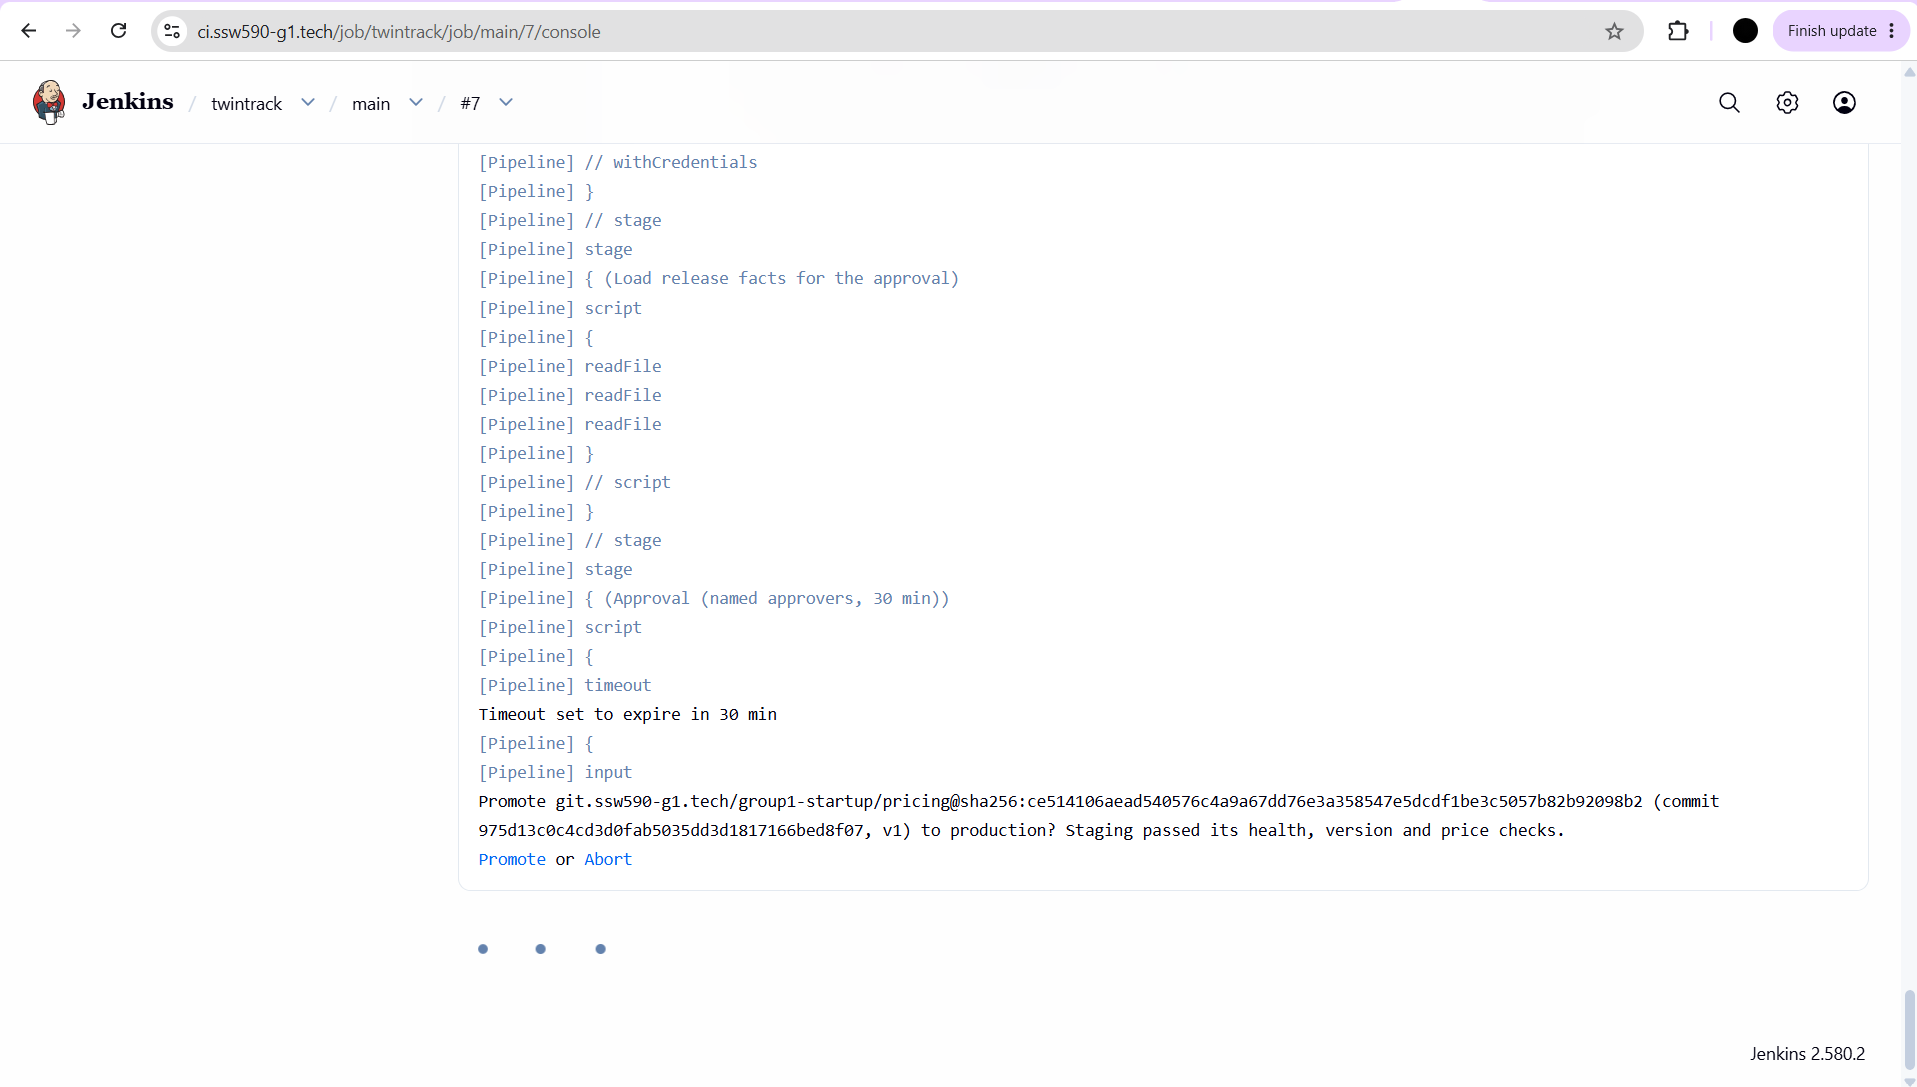 ci.ssw590-g1.tech/job/twintrack/job/main/7/console
Finish update
Jenkins / twintrack / main / #7
[Pipeline] // withCredentials
[Pipeline] }
[Pipeline] // stage
[Pipeline] stage
[Pipeline] { (Load release facts for the approval)
[Pipeline] script
[Pipeline] {
[Pipeline] readFile
[Pipeline] readFile
[Pipeline] readFile
[Pipeline] }
[Pipeline] // script
[Pipeline] }
[Pipeline] // stage
[Pipeline] stage
[Pipeline] { (Approval (named approvers, 30 min))
[Pipeline] script
[Pipeline] {
[Pipeline] timeout
Timeout set to expire in 30 min
[Pipeline] {
[Pipeline] input
Promote git.ssw590-g1.tech/group1-startup/pricing@sha256:ce514106aead540576c4a9a67dd76e3a358547e5dcdf1be3c5057b82b92098b2 (commit
975d13c0c4cd3d0fab5035dd3d1817166bed8f07, v1) to production? Staging passed its health, version and price checks.
Promote or Abort
Jenkins 2.580.2